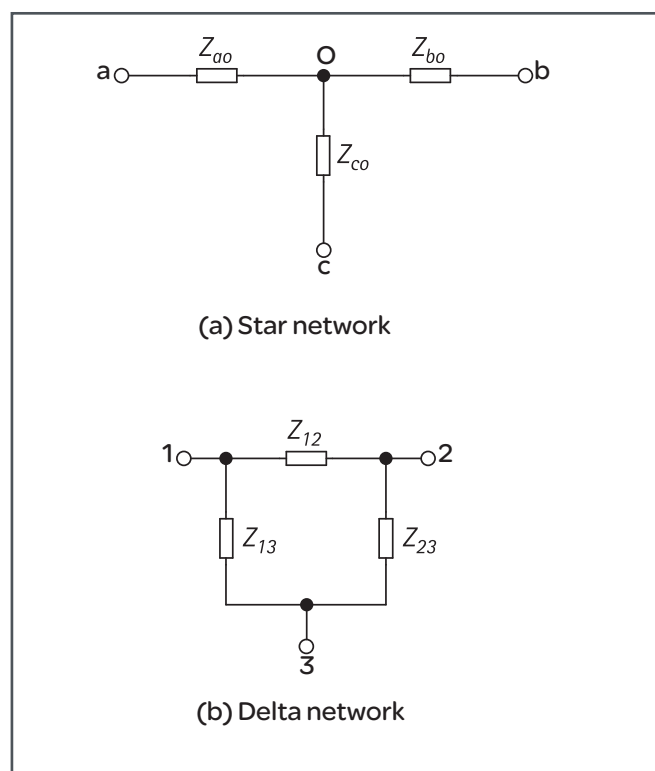 Z_ao O Z_bo
a b
Z_co
c
(a) Star network
Z_12
1 2
Z_13 Z_23
3
(b) Delta network